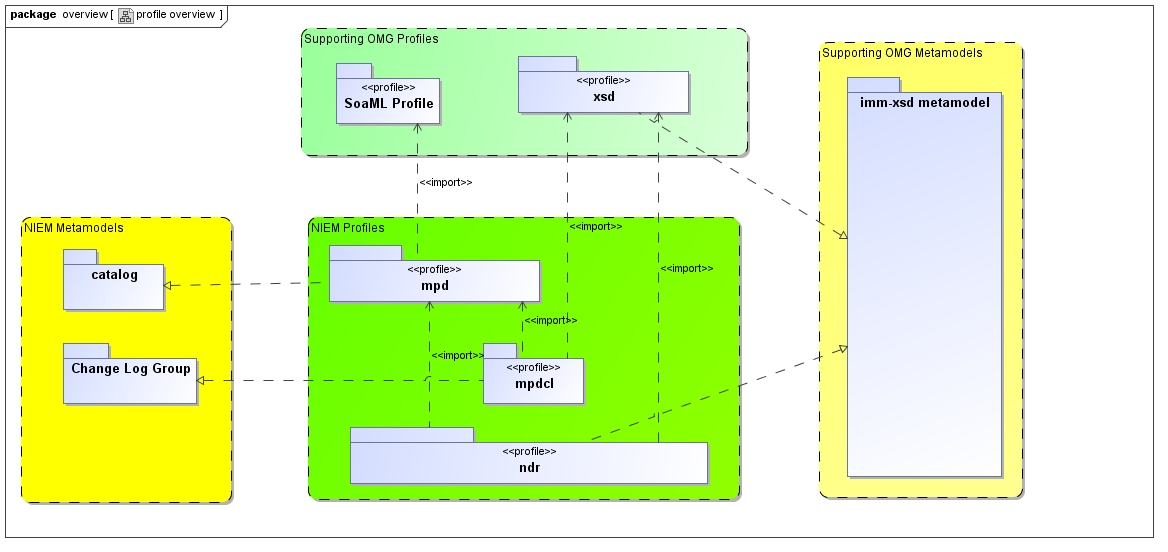 package overview [ profile overview ]
Supporting OMG Profiles
<<profile>>
SoaML Profile
<<profile>>
xsd
Supporting OMG Metamodels
imm-xsd metamodel
<<import>>
<<import>>
<<import>>
NIEM Metamodels
catalog
Change Log Group
NIEM Profiles
<<profile>>
mpd
<<import>>
<<import>>
<<profile>>
mpdcl
<<profile>>
ndr